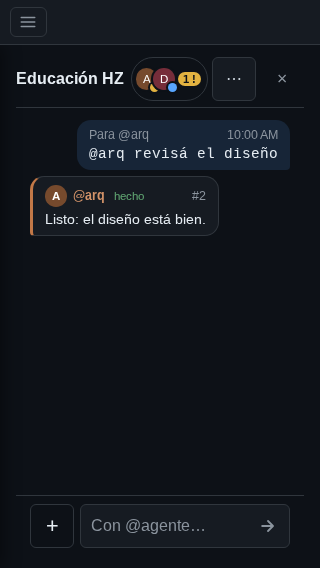 Educación HZ A D 1 ! ⋯ ×
Para @arq 10:00 AM
@arq revisá el diseño
A @arq hecho #2
Listo: el diseño está bien.
+ Con @agente… →